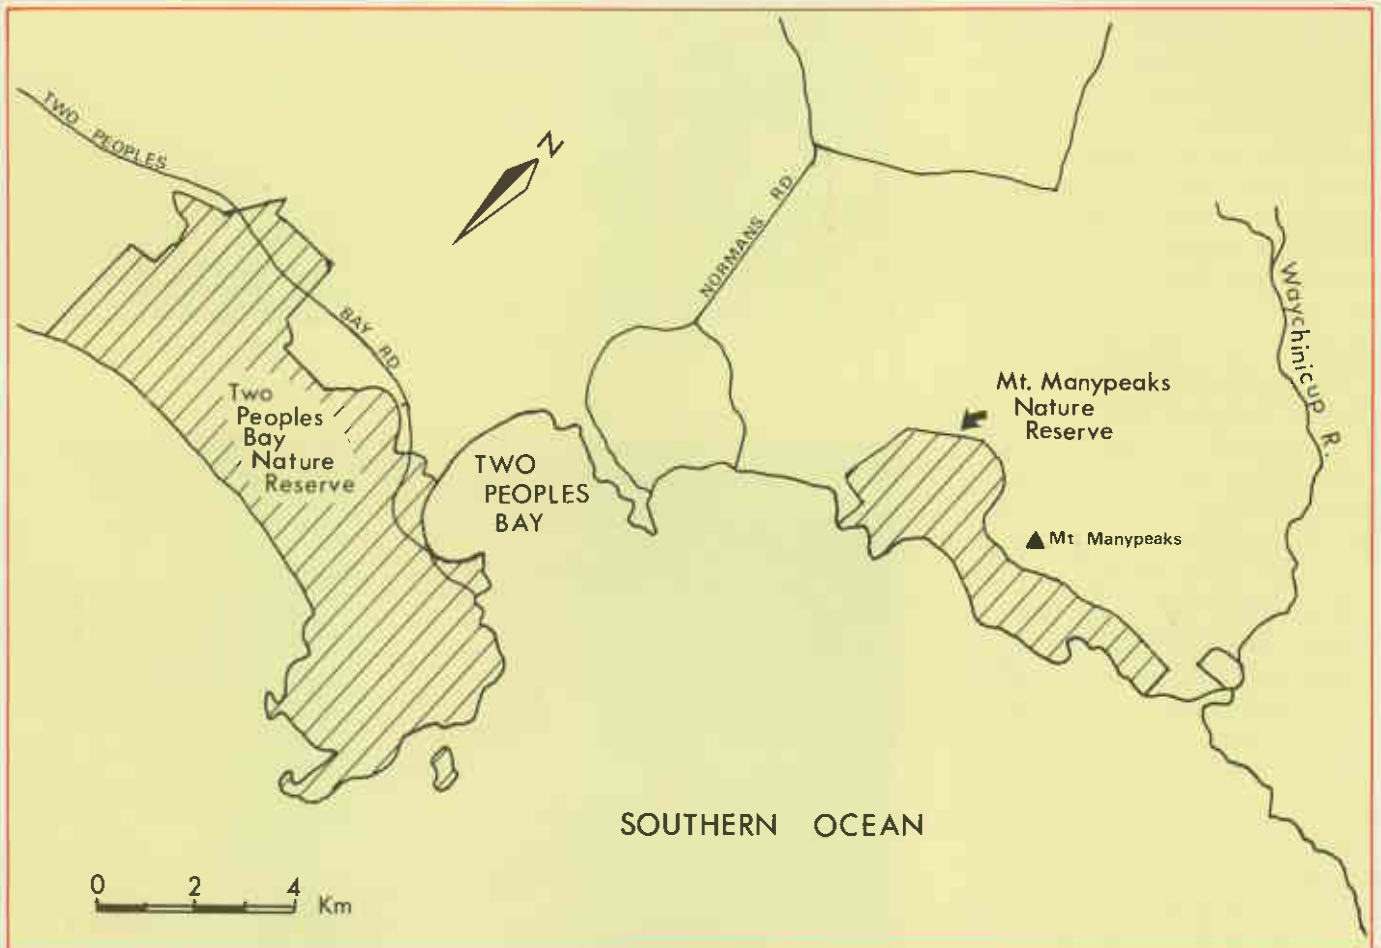 TWO PEOPLES
N
NORMANS RD
BAY RD
Waychinicup R.
Mt. Manypeaks
Nature
Reserve
Two
Peoples
Bay
Nature
Reserve
TWO
PEOPLES
BAY
Mt Manypeaks
SOUTHERN OCEAN
0 2 4
Km